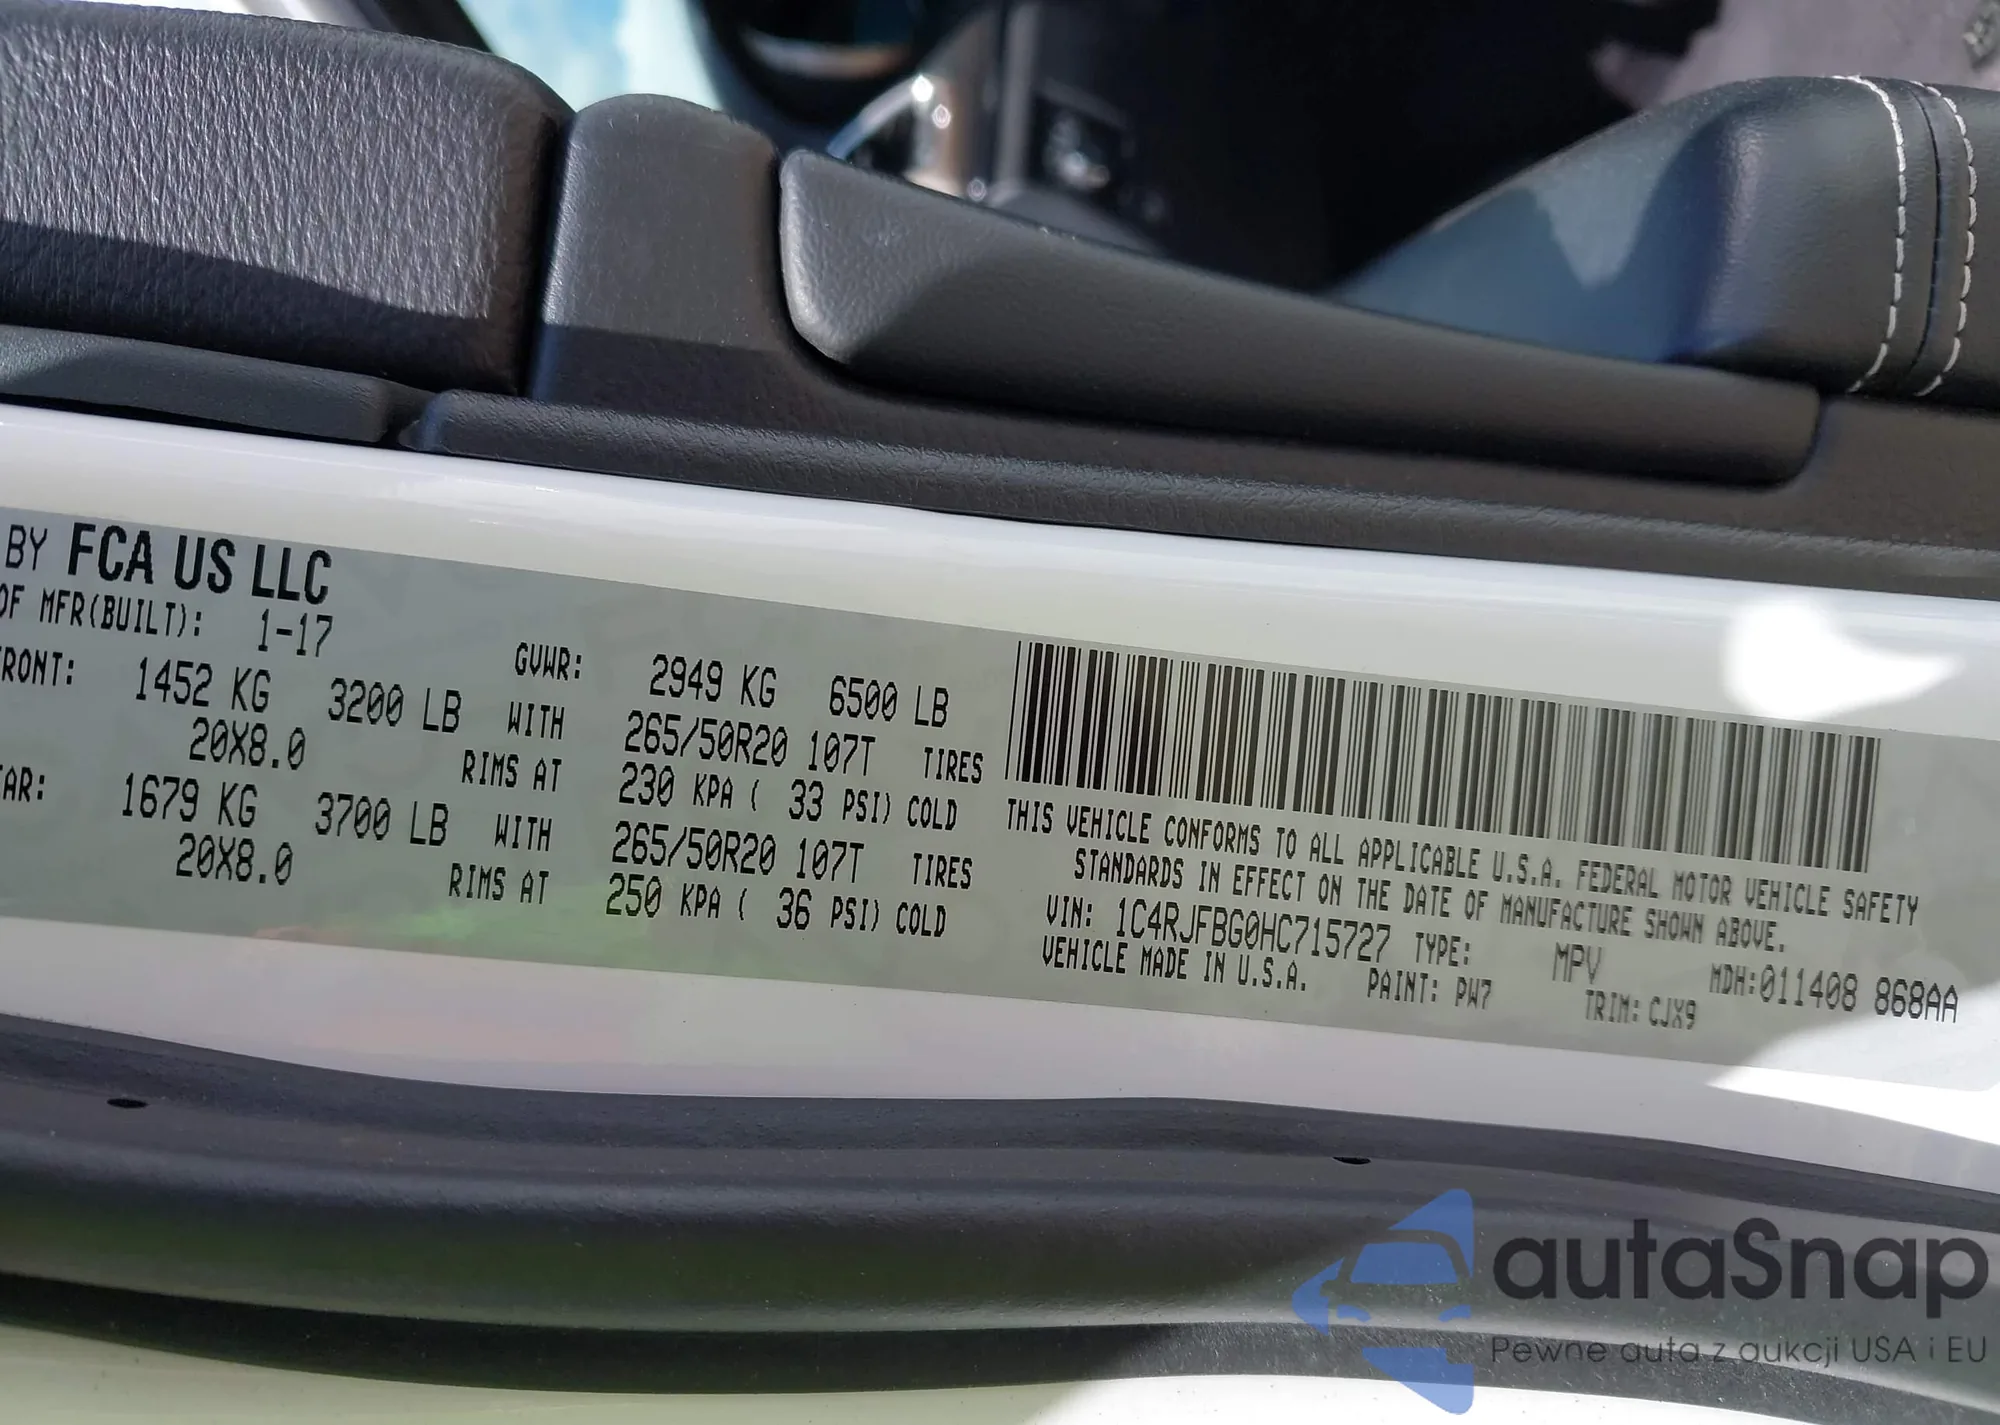 BY FCA US LLC
OF MFR(BUILT): 1-17
GVWR: 2949 KG 6500 LB
RONT: 1452 KG 3200 LB WITH 265/50R20 107T TIRES
20X8.0 RIMS AT 230 KPA ( 33 PSI) COLD
AR: 1679 KG 3700 LB WITH 265/50R20 107T TIRES
20X8.0 RIMS AT 250 KPA ( 36 PSI) COLD
THIS VEHICLE CONFORMS TO ALL APPLICABLE U.S.A. FEDERAL MOTOR VEHICLE SAFETY
STANDARDS IN EFFECT ON THE DATE OF MANUFACTURE SHOWN ABOVE.
VIN: 1C4RJFBG0HC715727 TYPE: MPV MDH:011408 868AA
VEHICLE MADE IN U.S.A. PAINT: PW7 TRIM: CJX9
autaSnap
Pewne auta z aukcji USA i EU